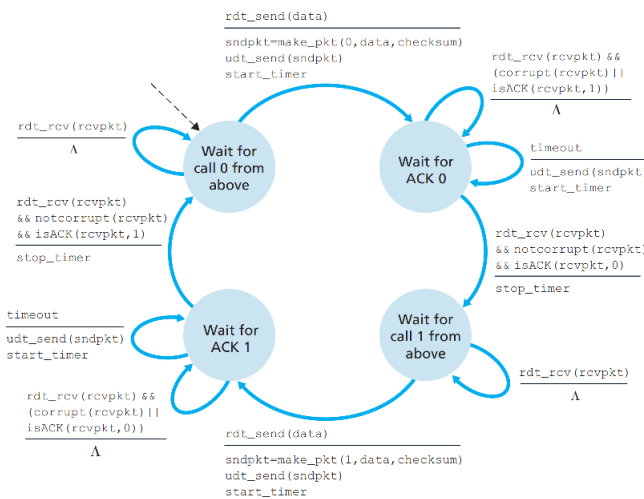 rdt_send(data)
sndpkt=make_pkt(0,data,checksum)
udt_send(sndpkt)
start_timer
rdt_rcv(rcvpkt) &&
(corrupt(rcvpkt)||
isACK(rcvpkt,1))
Λ
rdt_rcv(rcvpkt)
Λ
Wait for
call 0 from
above
Wait for
ACK 0
timeout
udt_send(sndpkt
start_timer
rdt_rcv(rcvpkt)
&& notcorrupt(rcvpkt)
&& isACK(rcvpkt,1)
stop_timer
rdt_rcv(rcvpkt)
&& notcorrupt(rcvpkt)
&& isACK(rcvpkt,0)
stop_timer
timeout
udt_send(sndpkt)
start_timer
Wait for
ACK 1
Wait for
call 1 from
above
rdt_rcv(rcvpkt)
Λ
rdt_rcv(rcvpkt) &&
(corrupt(rcvpkt)||
isACK(rcvpkt,0))
Λ
rdt_send(data)
sndpkt=make_pkt(1,data,checksum)
udt_send(sndpkt)
start_timer